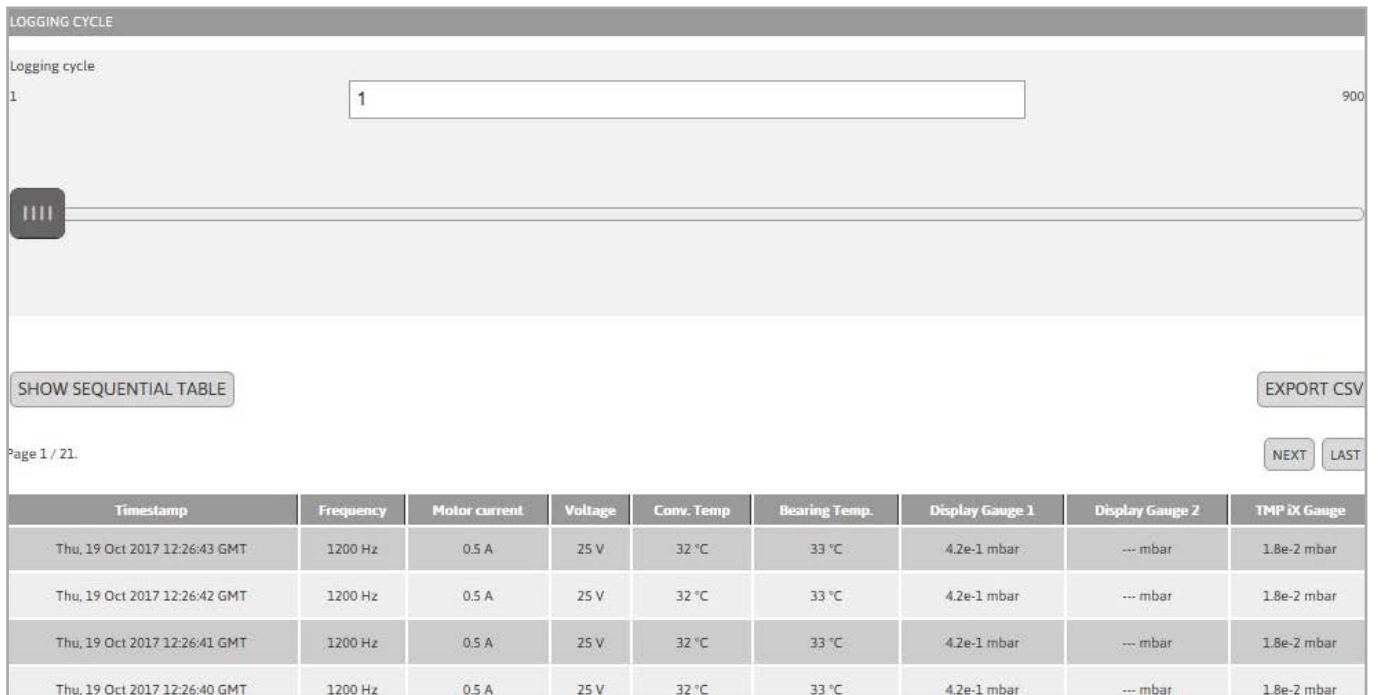 LOGGING CYCLE
Logging cycle
1 1 900
SHOW SEQUENTIAL TABLE EXPORT CSV
Page 1 / 21. NEXT LAST
Timestamp Frequency Motor current Voltage Conv. Temp Bearing Temp. Display Gauge 1 Display Gauge 2 TMP iX Gauge
Thu, 19 Oct 2017 12:26:43 GMT 1200 Hz 0.5 A 25 V 32 °C 33 °C 4.2e-1 mbar --- mbar 1.8e-2 mbar
Thu, 19 Oct 2017 12:26:42 GMT 1200 Hz 0.5 A 25 V 32 °C 33 °C 4.2e-1 mbar --- mbar 1.8e-2 mbar
Thu, 19 Oct 2017 12:26:41 GMT 1200 Hz 0.5 A 25 V 32 °C 33 °C 4.2e-1 mbar --- mbar 1.8e-2 mbar
Thu, 19 Oct 2017 12:26:40 GMT 1200 Hz 0.5 A 25 V 32 °C 33 °C 4.2e-1 mbar --- mbar 1.8e-2 mbar